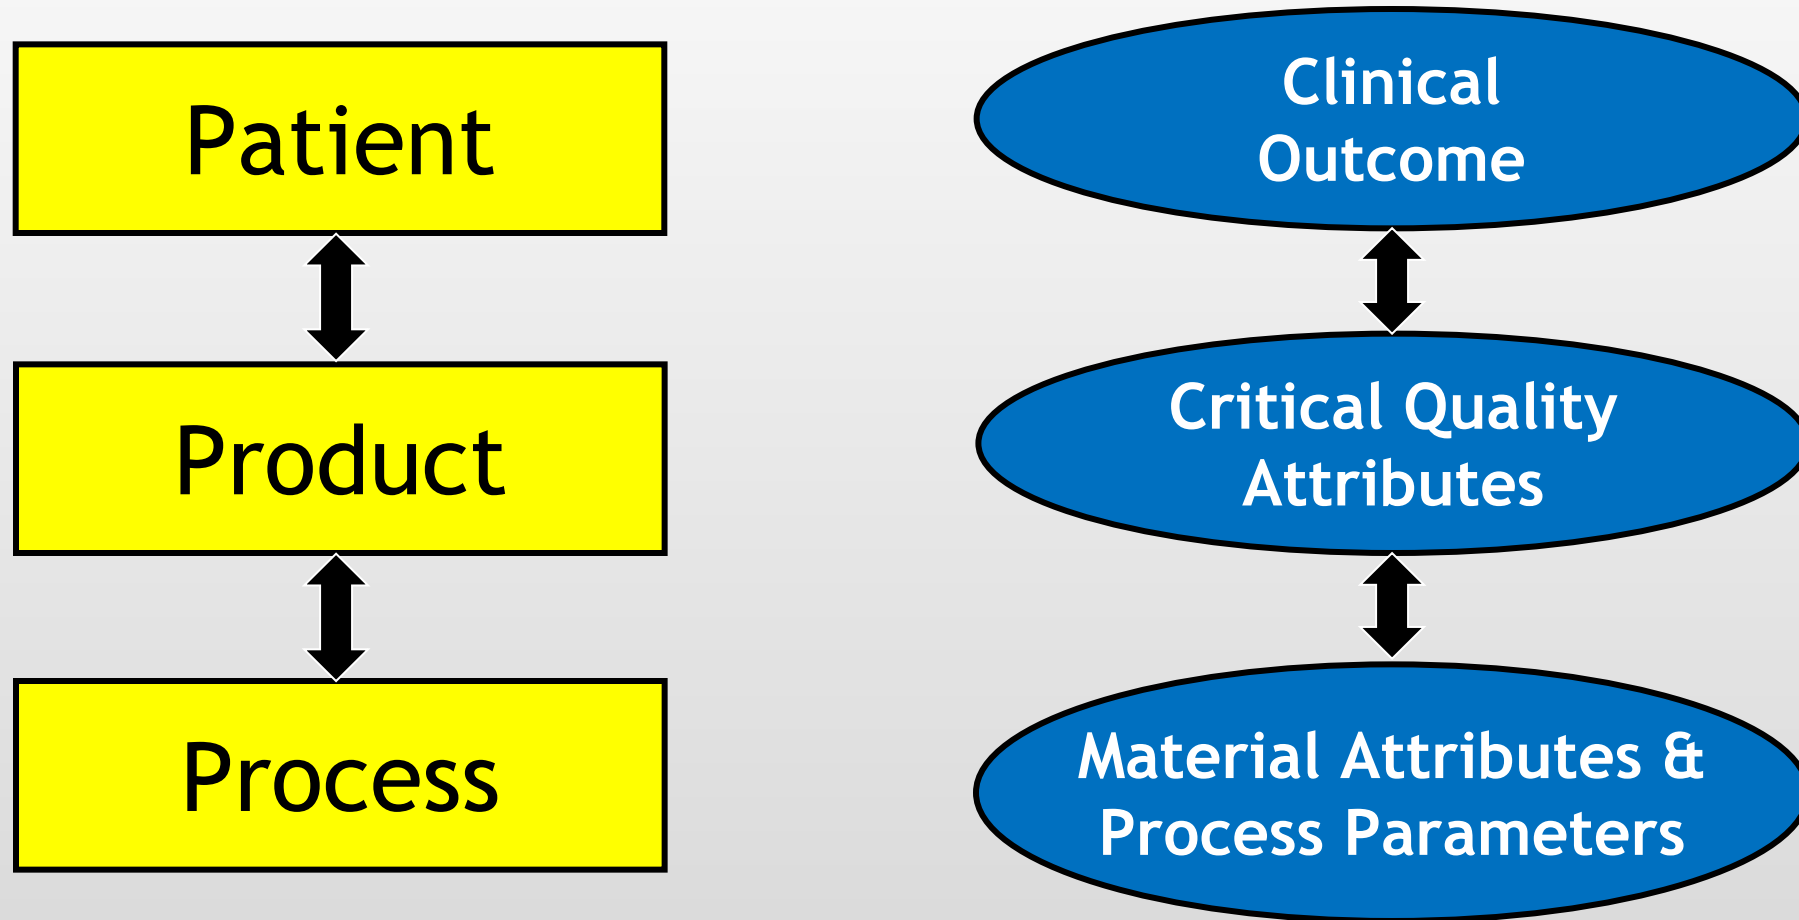 Patient
Clinical
Outcome
Product
Critical Quality
Attributes
Process
Material Attributes &
Process Parameters